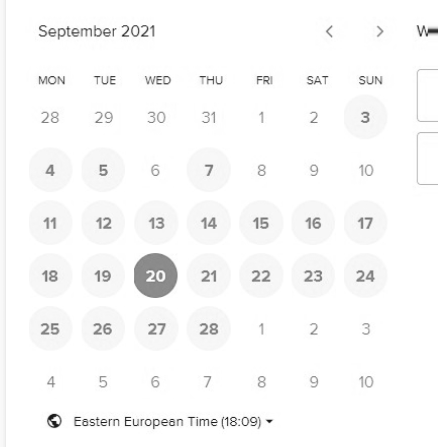 September 2021
MON TUE WED THU FRI SAT SUN
28 29 30 31 1 2 3
4 5 6 7 8 9 10
11 12 13 14 15 16 17
18 19 20 21 22 23 24
25 26 27 28 1 2 3
4 5 6 7 8 9 10
Eastern European Time (18:09)